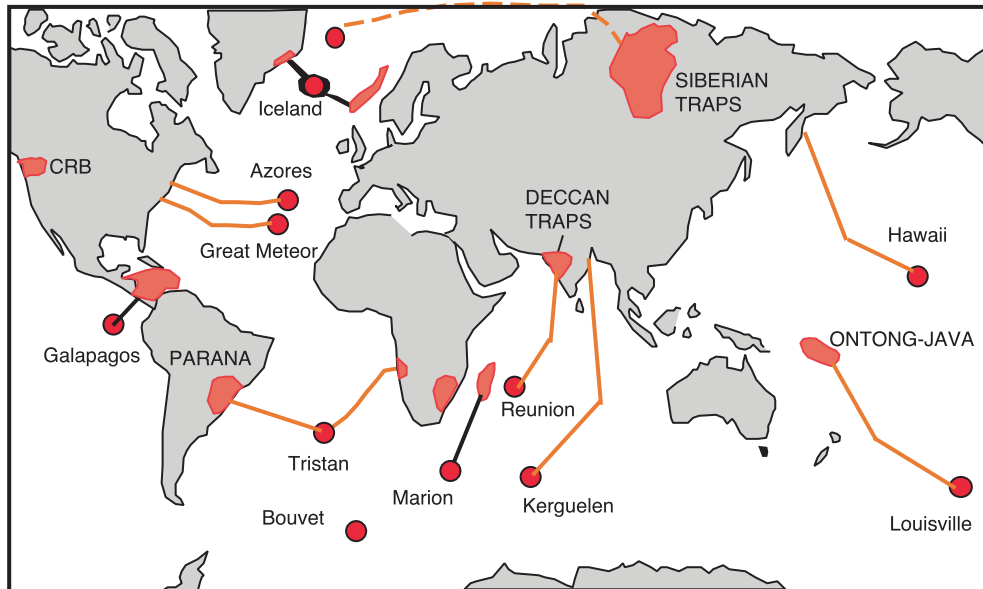 SIBERIAN
TRAPS
Iceland
CRB
Azores
DECCAN
TRAPS
Great Meteor
Hawaii
Galapagos
PARANA
ONTONG-JAVA
Reunion
Tristan
Marion
Kerguelen
Bouvet
Louisville